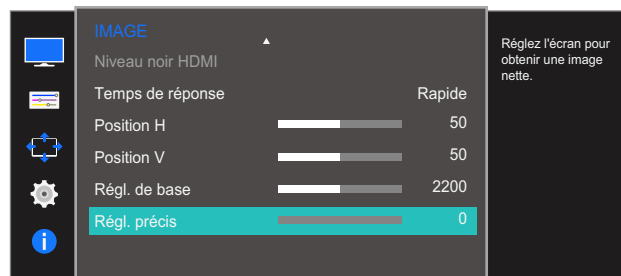 IMAGE
Niveau noir HDMI
Temps de réponse Rapide
Position H 50
Position V 50
Régl. de base 2200
Régl. précis 0
Réglez l'écran pour
obtenir une image
nette.